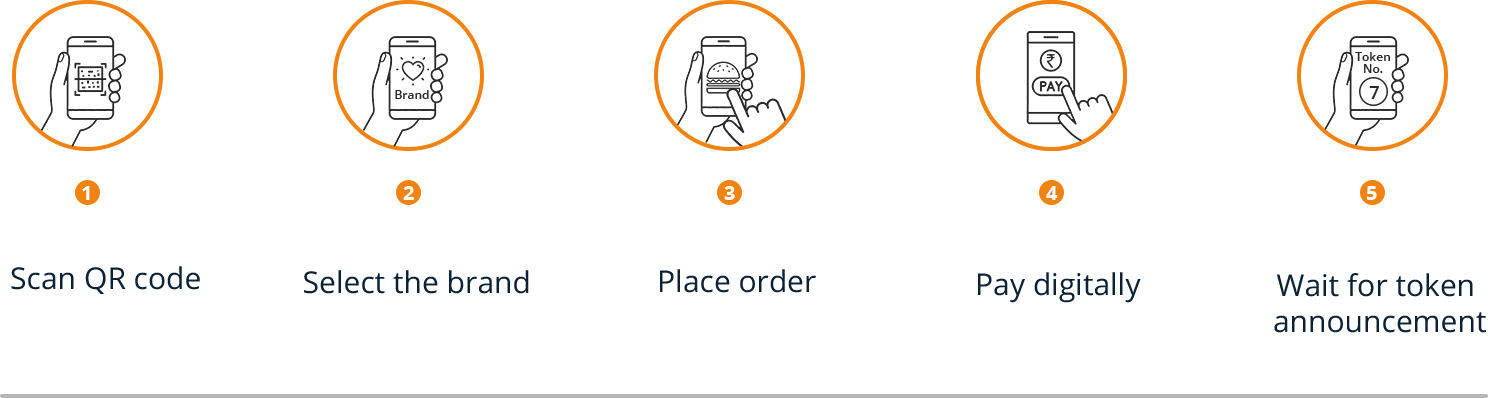 Brand
₹
PAY
Token
No.
7
1
2
3
4
5
Scan QR code
Select the brand
Place order
Pay digitally
Wait for token
announcement